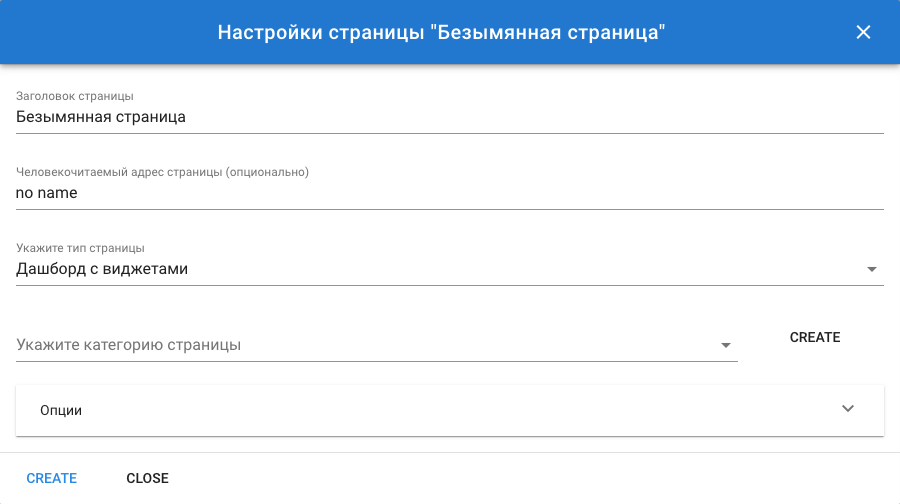 Настройки страницы "Безымянная страница"
Заголовок страницы
Безымянная страница
Человекочитаемый адрес страницы (опционально)
no name
Укажите тип страницы
Дашборд с виджетами
Укажите категорию страницы
CREATE
Опции
CREATE CLOSE